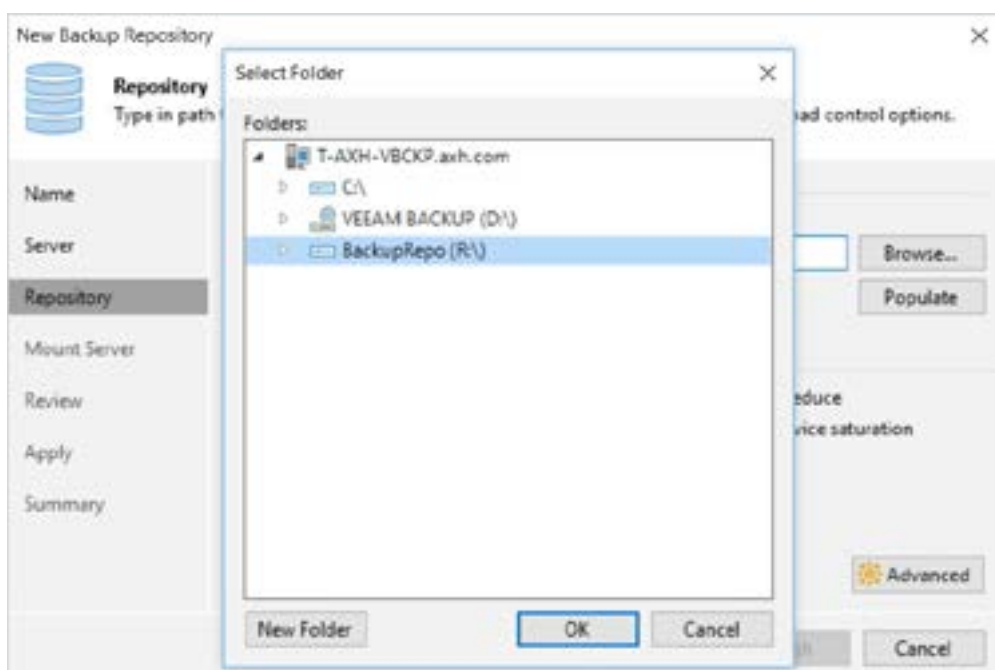 New Backup Repository
Repository
Type in path
ad control options.
Select Folder
Folders:
T-AXH-VBCKP.axh.com
C:\
VEEAM BACKUP (D:\)
BackupRepo (R:\)
Name
Server
Repository
Mount Server
Review
Apply
Summary
Browse...
Populate
educe
vice saturation
Advanced
New Folder
OK
Cancel
Cancel